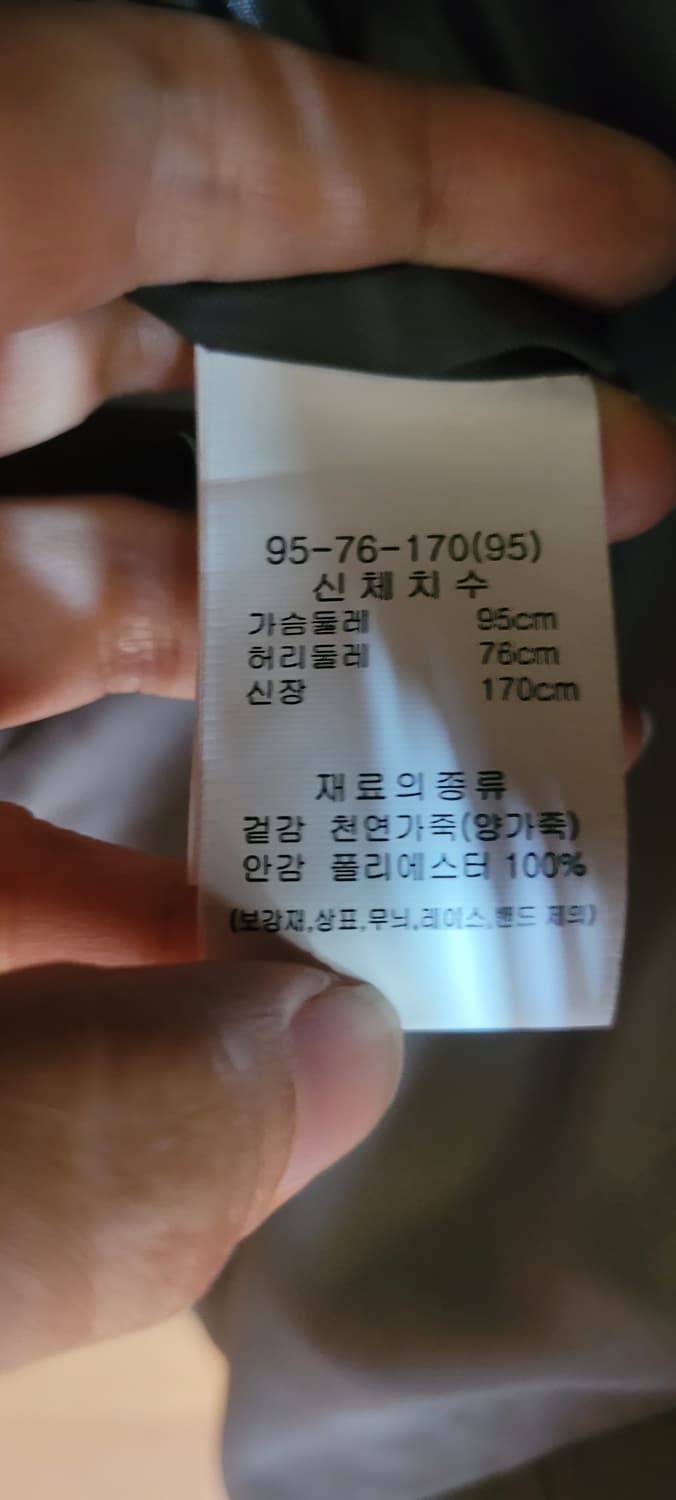 95-76-170(95)
신체치수
가슴둘레 95cm
허리둘레 76cm
신장 170cm
재료의종류
겉감 천연가죽(양가죽)
안감 폴리에스터 100%
(보강재,상표,무늬,레이스,밴드 제외)